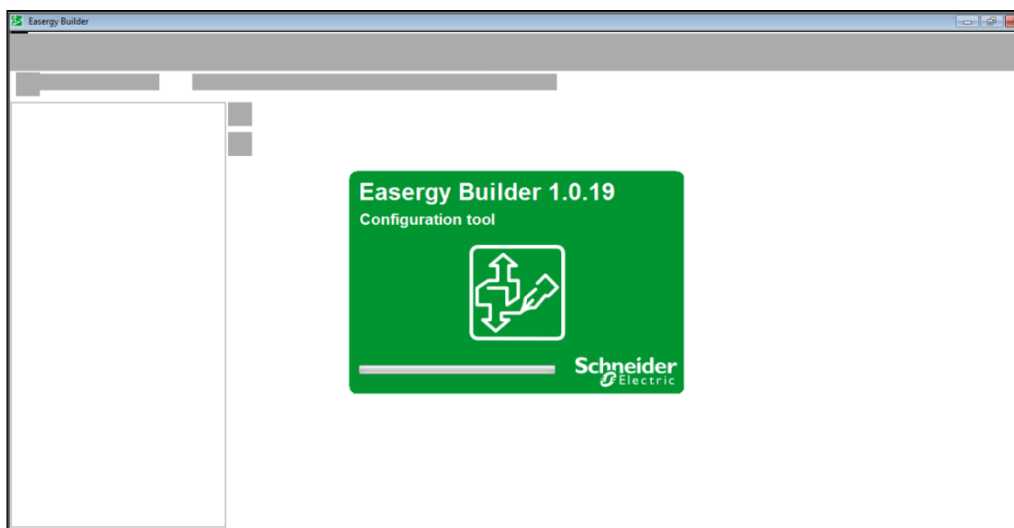 Easergy Builder
Easergy Builder 1.0.19
Configuration tool
Schneider
Electric